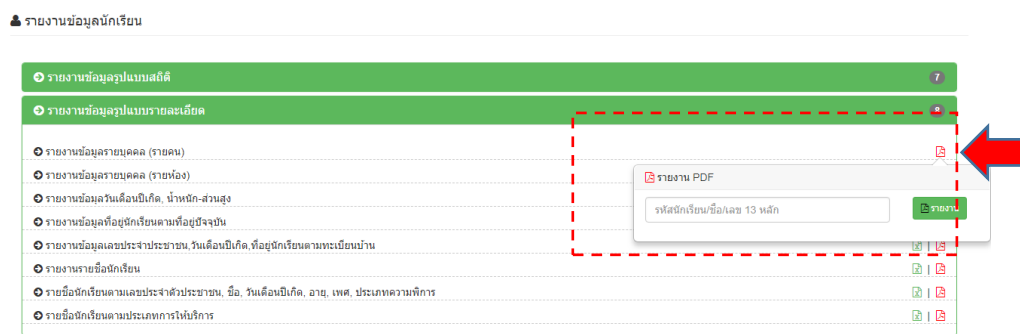 รายงานข้อมูลนักเรียน
รายงานข้อมูลรูปแบบสถิติ 7
รายงานข้อมูลรูปแบบรายละเอียด 8
รายงานข้อมูลรายบุคคล (รายคน)
รายงานข้อมูลรายบุคคล (รายห้อง)
รายงาน PDF
รายงานข้อมูลวันเดือนปีเกิด, น้ำหนัก-ส่วนสูง
รหัสนักเรียน/ชื่อ/เลข 13 หลัก รายงาน
รายงานข้อมูลที่อยู่นักเรียนตามที่อยู่ปัจจุบัน
รายงานข้อมูลเลขประจำประชาชน,วันเดือนปีเกิด,ที่อยู่นักเรียนตามทะเบียนบ้าน |
รายงานรายชื่อนักเรียน |
รายชื่อนักเรียนตามเลขประจำตัวประชาชน, ชื่อ, วันเดือนปีเกิด, อายุ, เพศ, ประเภทความพิการ |
รายชื่อนักเรียนตามประเภทการให้บริการ |